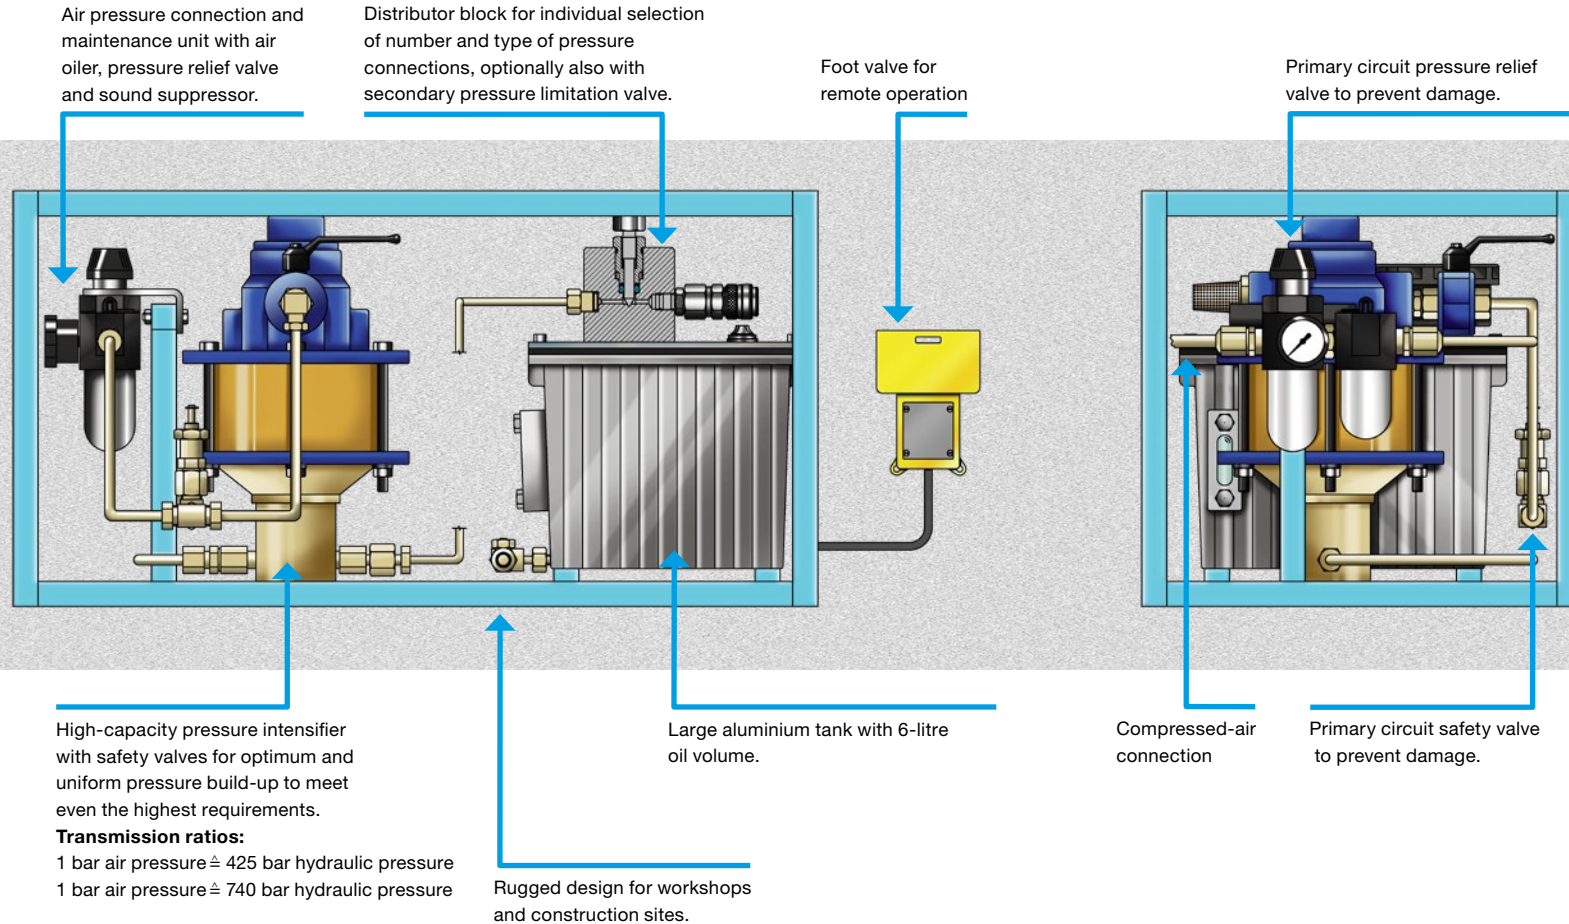 Air pressure connection and
maintenance unit with air
oiler, pressure relief valve
and sound suppressor.
Distributor block for individual selection
of number and type of pressure
connections, optionally also with
secondary pressure limitation valve.
Foot valve for
remote operation
Primary circuit pressure relief
valve to prevent damage.
High-capacity pressure intensifier
with safety valves for optimum and
uniform pressure build-up to meet
even the highest requirements.
Transmission ratios:
1 bar air pressure ≙ 425 bar hydraulic pressure
1 bar air pressure ≙ 740 bar hydraulic pressure
Rugged design for workshops
and construction sites.
Large aluminium tank with 6-litre
oil volume.
Compressed-air
connection
Primary circuit safety valve
to prevent damage.